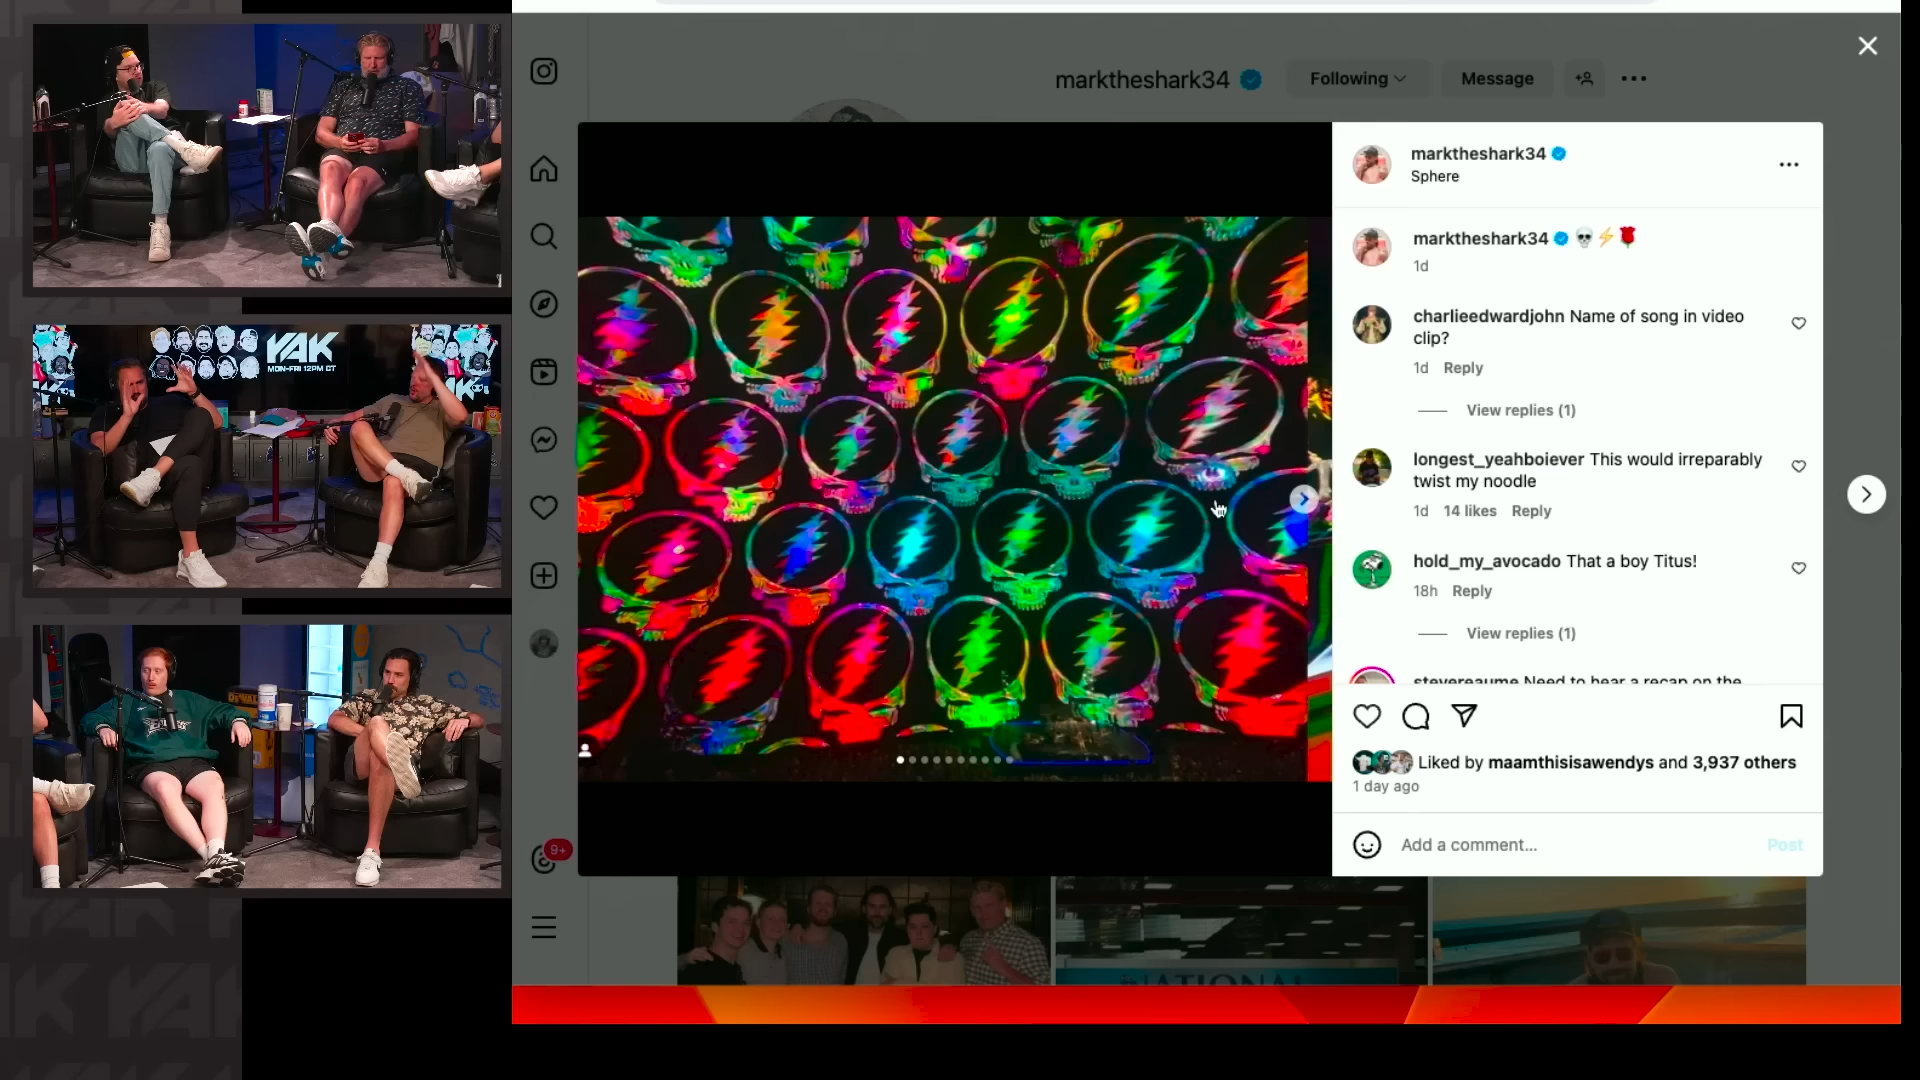 marktheshark34
Following
Message
YAK
MON-FRI 12PM CT
marktheshark34
Sphere
marktheshark34 💀⚡🌹
1d
charlieedwardjohn Name of song in video
clip?
1d Reply
View replies (1)
longest_yeahboiever This would irreparably
twist my noodle
1d 14 likes Reply
hold_my_avocado That a boy Titus!
18h Reply
View replies (1)
stevereaume Need to hear a recap on the
Liked by maamthisisawendys and 3,937 others
1 day ago
Add a comment...
Post
9+
EAGLES
DEWALT
NATIONAL